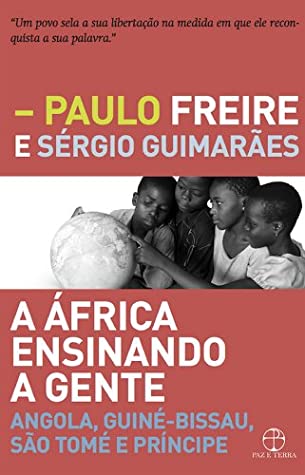 "Um povo sela a sua libertação na medida em que ele recon-
quista a sua palavra."
– PAULO FREIRE
E SÉRGIO GUIMARÃES
A ÁFRICA
ENSINANDO
A GENTE
ANGOLA, GUINÉ-BISSAU,
SÃO TOMÉ E PRÍNCIPE
PAZ E TERRA